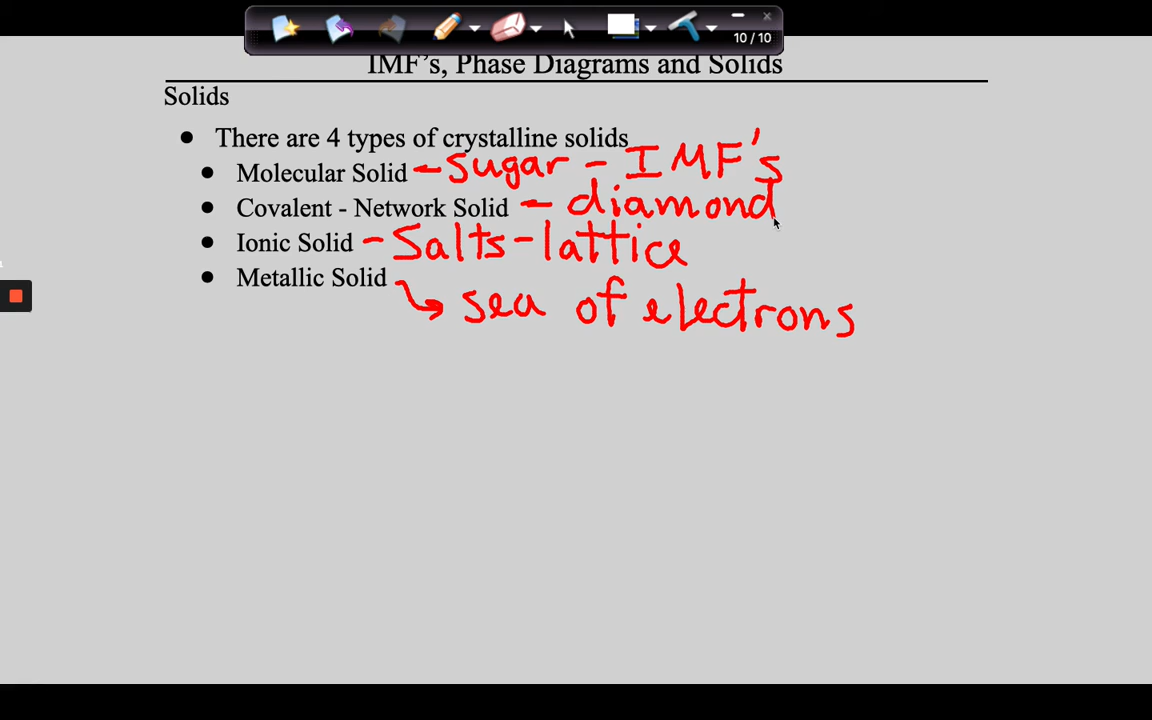 10/10
IMF's, Phase Diagrams and Solids
Solids
• There are 4 types of crystalline solids
• Molecular Solid - sugar - IMF's
• Covalent - Network Solid - diamond
• Ionic Solid - Salts - lattice
• Metallic Solid
↳ sea of electrons